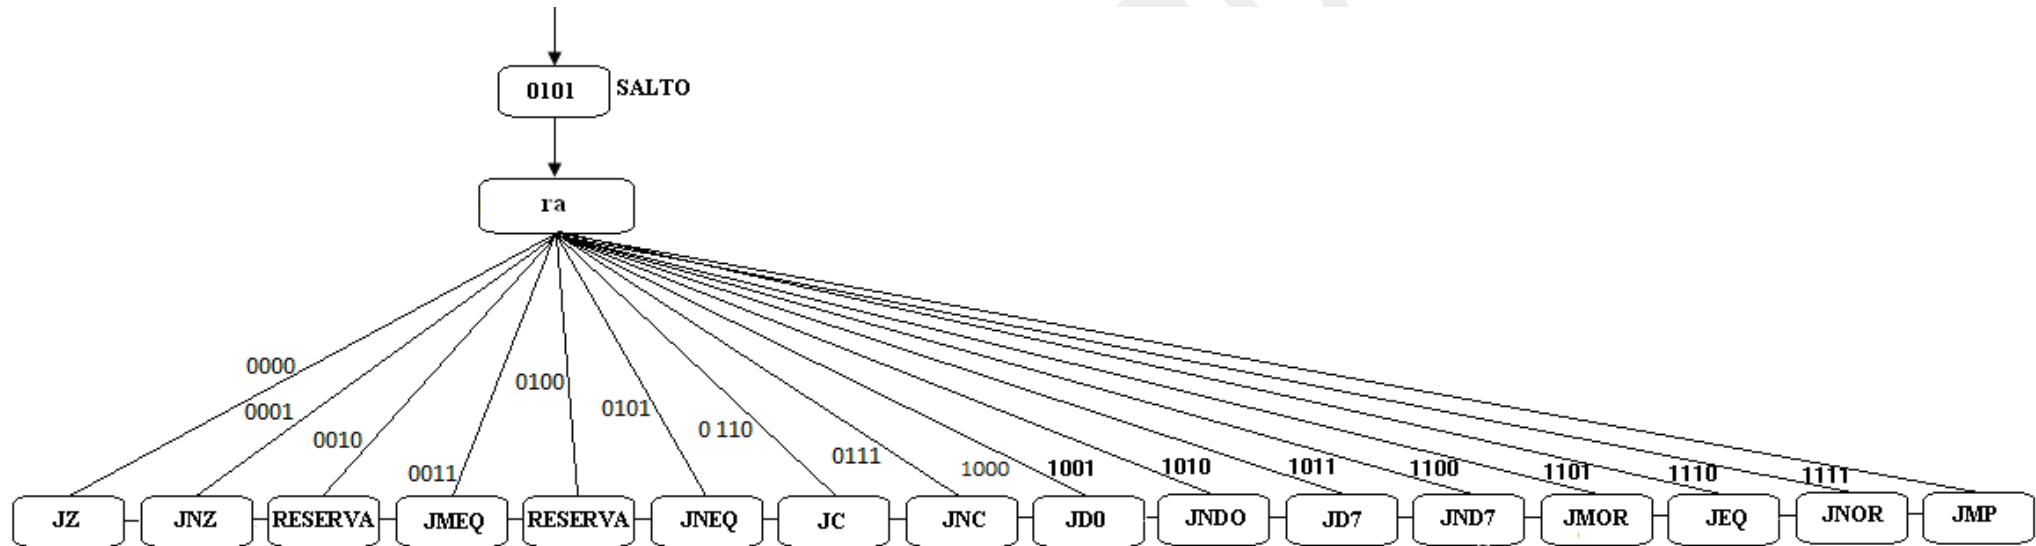 0101 SALTO
ra
0000
0001
0010
0011
0100
0101
0 110
0111
1000
1001
1010
1011
1100
1101
1110
1111
JZ
JNZ
RESERVA
JMEQ
RESERVA
JNEQ
JC
JNC
JD0
JNDO
JD7
JND7
JMOR
JEQ
JNOR
JMP